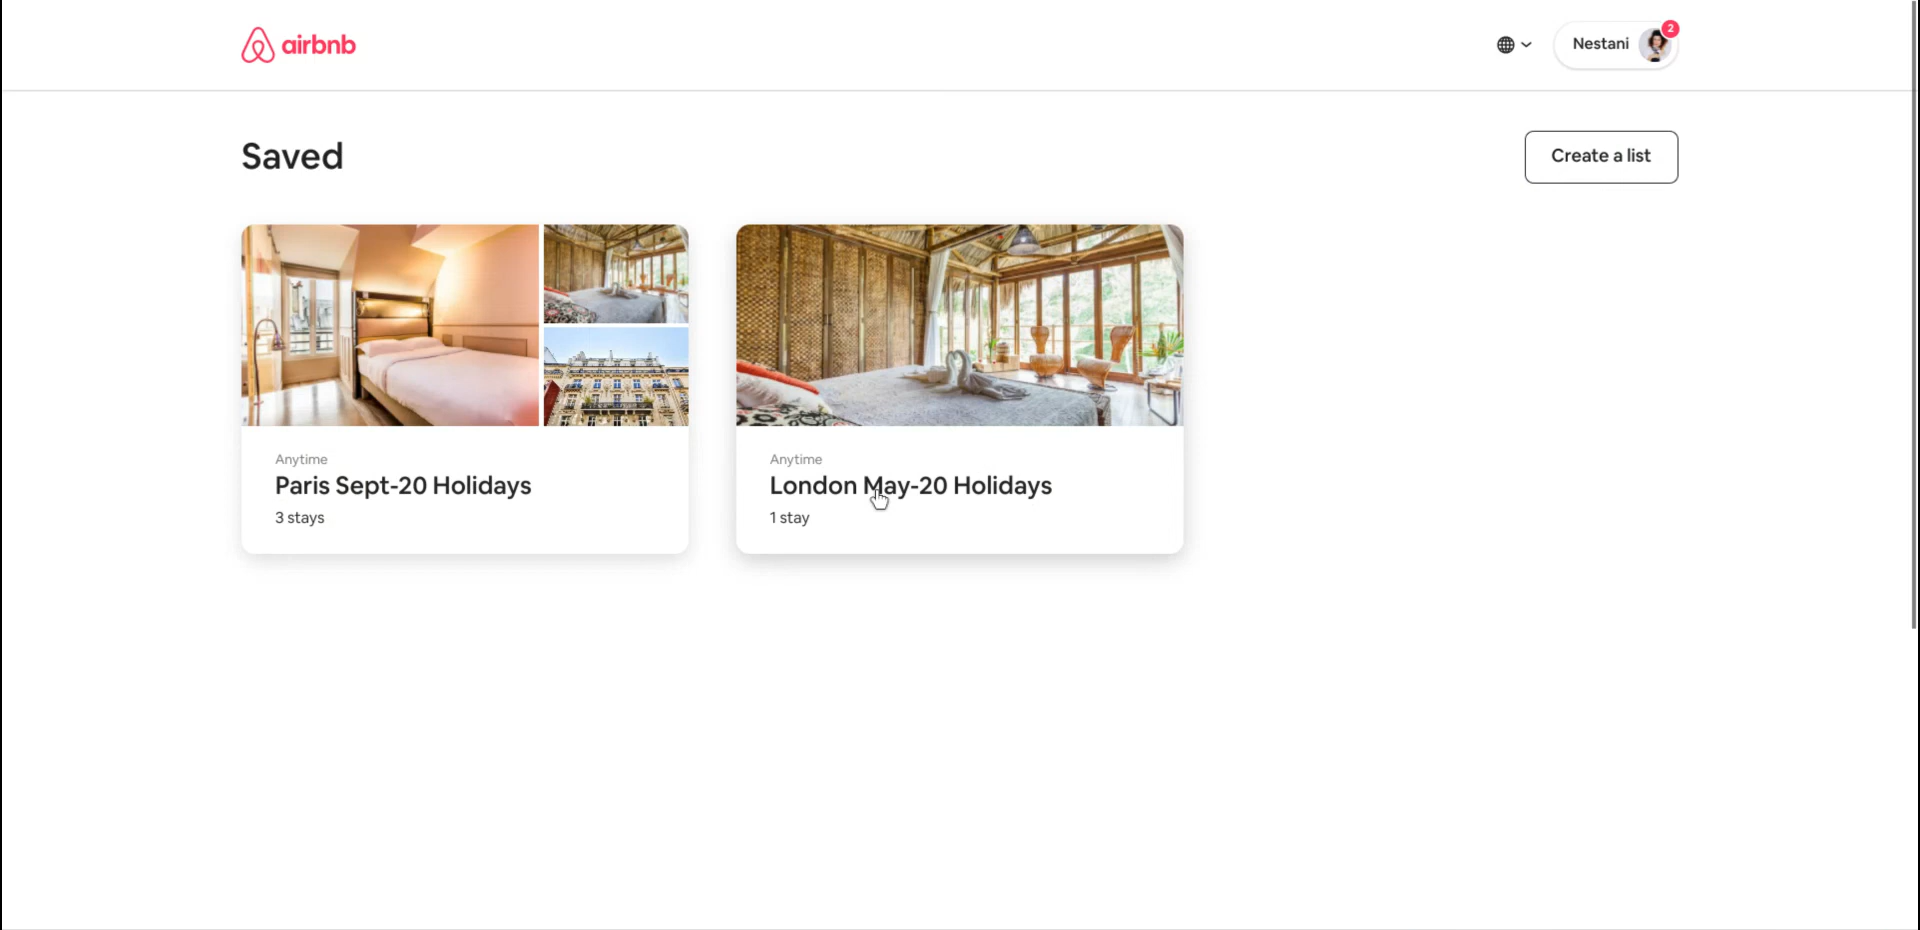 airbnb
Nestani
2
Saved
Create a list
Anytime
Paris Sept-20 Holidays
3 stays
Anytime
London May-20 Holidays
1 stay